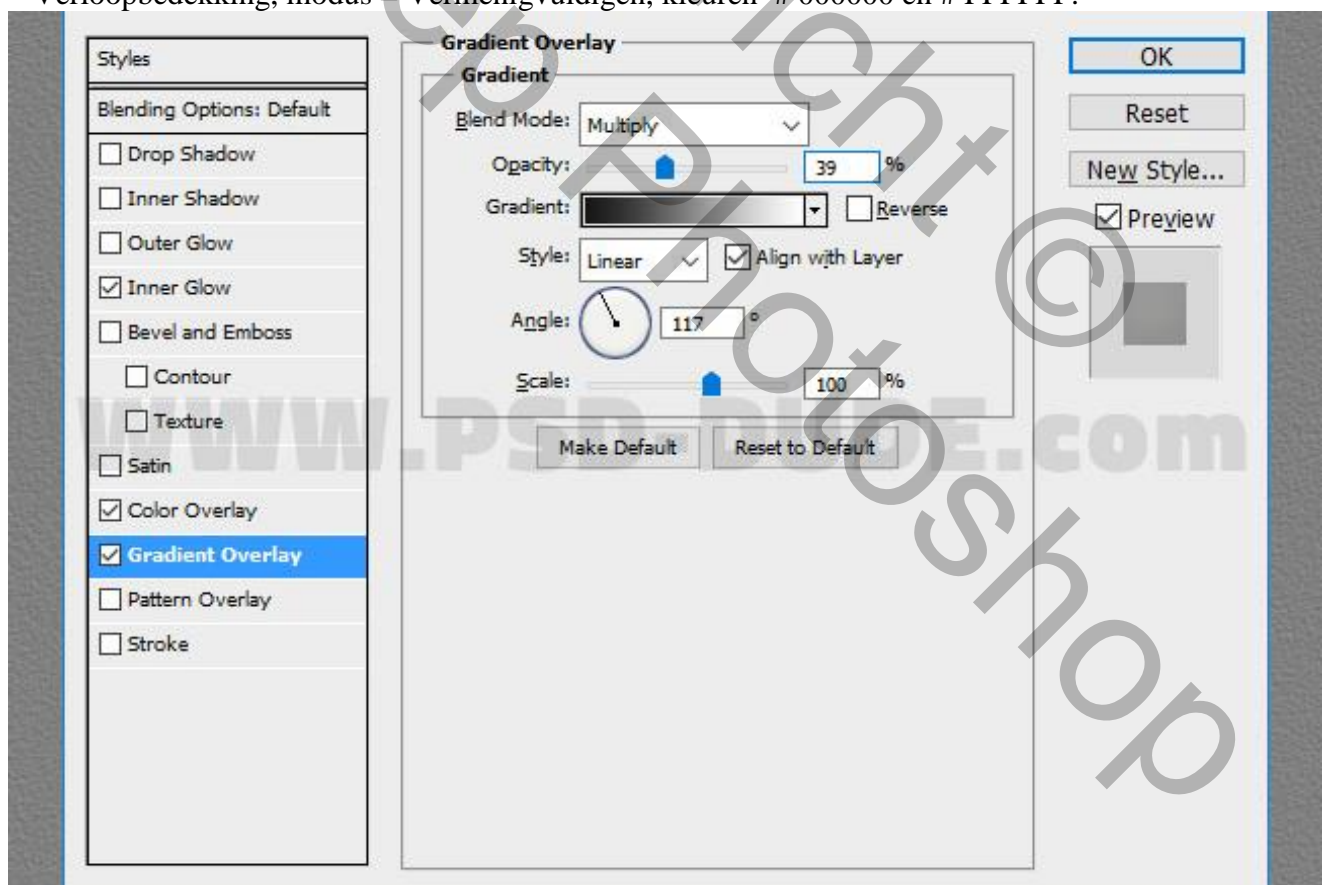 Verloopbedekking, modus = Vermenigvuldigen, kleuren # 000000 en # FFFFFF.
Styles
Blending Options: Default
Drop Shadow
Inner Shadow
Outer Glow
Inner Glow
Bevel and Emboss
Contour
Texture
Satin
Color Overlay
Gradient Overlay
Pattern Overlay
Stroke
Gradient Overlay
Gradient
Blend Mode: Multiply
Opacity: 39 %
Gradient: Reverse
Style: Linear Align with Layer
Angle: 117 °
Scale: 100 %
Make Default Reset to Default
OK
Reset
New Style...
Preview
WWW.PSD-DUDE.com
icht ©
ep Photoshop